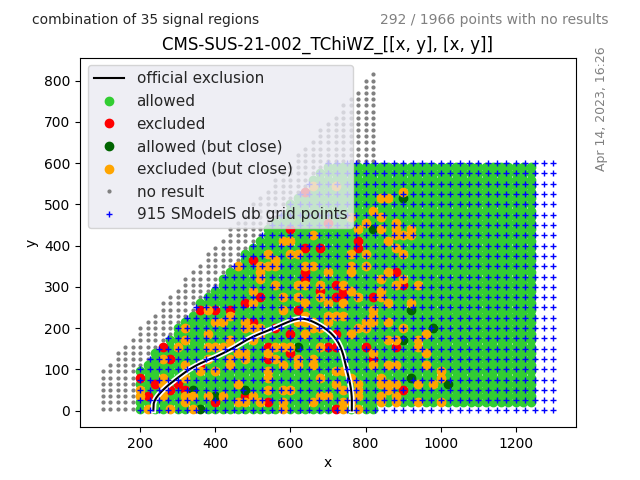 combination of 35 signal regions
292 / 1966 points with no results
CMS-SUS-21-002_TChiWZ_[[x, y], [x, y]]
official exclusion
allowed
excluded
allowed (but close)
excluded (but close)
no result
915 SModelS db grid points
Apr 14, 2023, 16:26
y
800
700
600
500
400
300
200
100
0
200
400
600
800
1000
1200
x